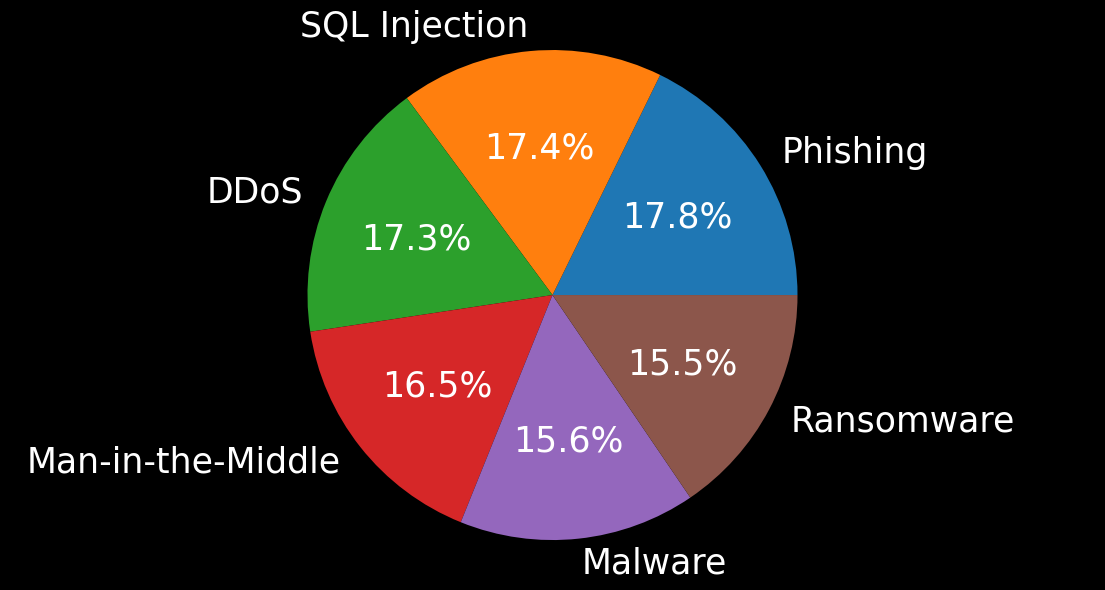 SQL Injection
17.4%
Phishing
17.8%
DDoS
17.3%
Man-in-the-Middle
16.5%
Malware
15.6%
Ransomware
15.5%